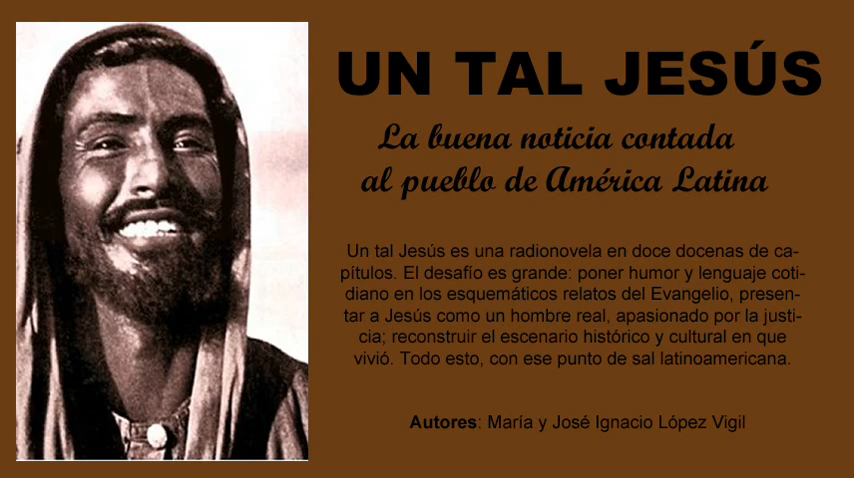 UN TAL JESÚS
La buena noticia contada
al pueblo de América Latina
Un tal Jesús es una radionovela en doce docenas de ca-
pítulos. El desafío es grande: poner humor y lenguaje coti-
diano en los esquemáticos relatos del Evangelio, presen-
tar a Jesús como un hombre real, apasionado por la justi-
cia; reconstruir el escenario histórico y cultural en que
vivió. Todo esto, con ese punto de sal latinoamericana.
Autores: María y José Ignacio López Vigil